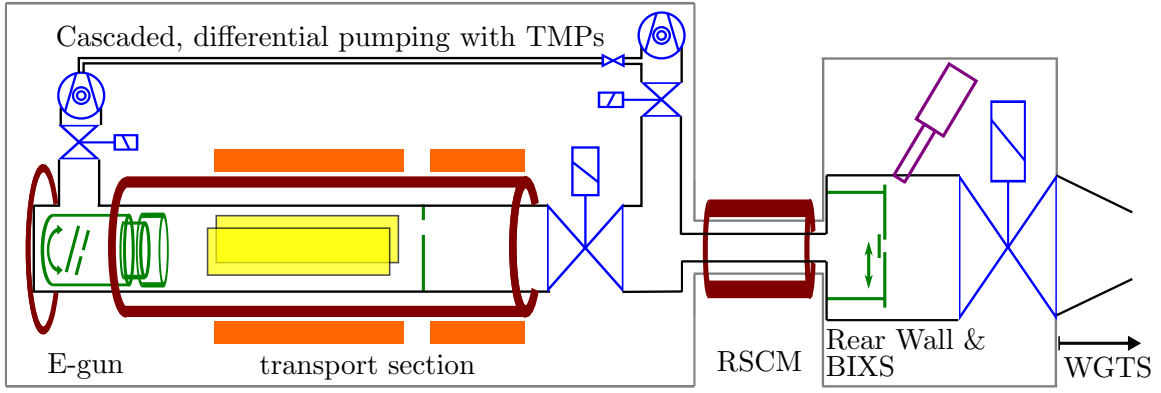 Cascaded, differential pumping with TMPs
E-gun
transport section
RSCM
Rear Wall &
BIXS
WGTS